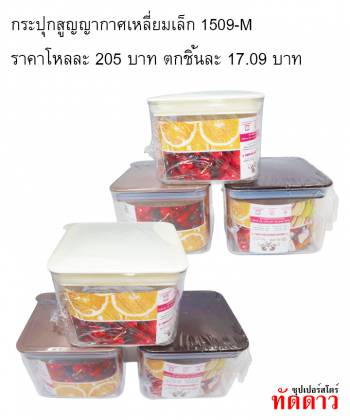 กระปุกสูญญากาศเหลี่ยมเล็ก 1509-M
ราคาโหลละ 205 บาท ตกชิ้นละ 17.09 บาท
ซุปเปอร์สโตร์
ทัดดาว